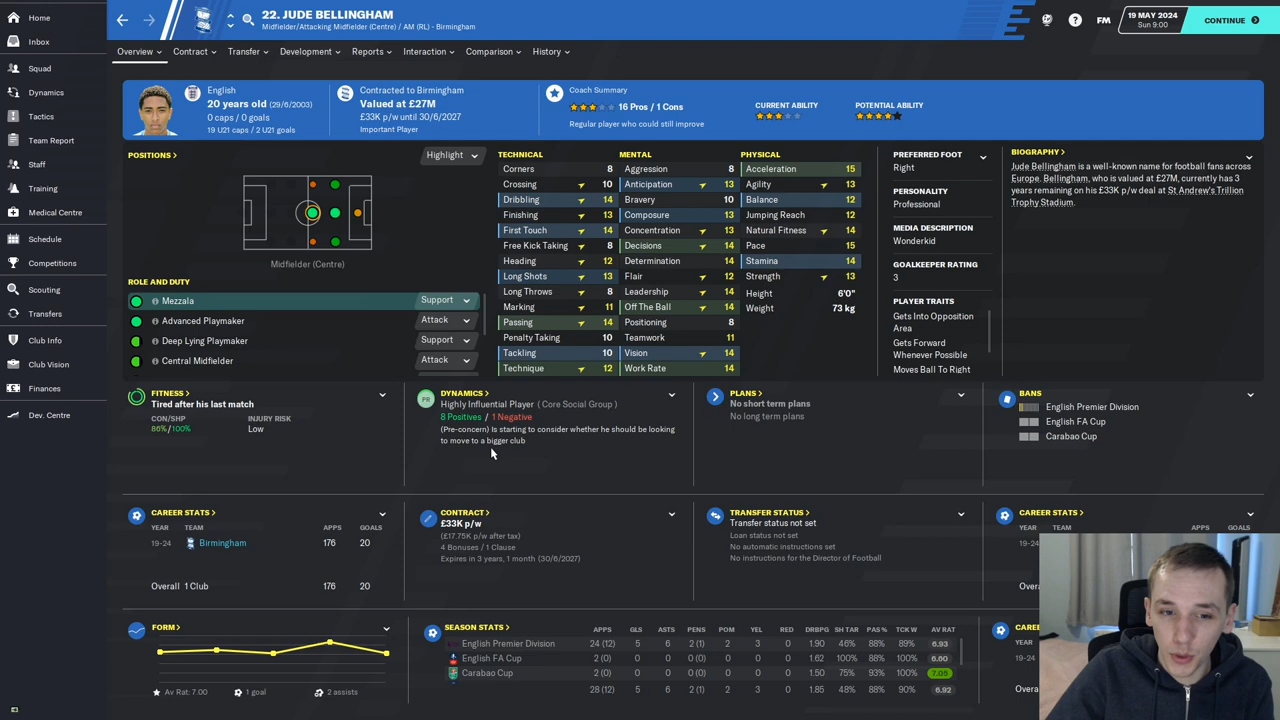 22. JUDE BELLINGHAM
Midfielder/Attacking Midfielder (Centre) / AM (RL) - Birmingham
FM
19 MAY 2024
Sun 9:00
CONTINUE
Home
Inbox
Squad
Dynamics
Tactics
Team Report
Staff
Training
Medical Centre
Schedule
Competitions
Scouting
Transfers
Club Info
Club Vision
Finances
Dev. Centre
Overview
Contract
Transfer
Development
Reports
Interaction
Comparison
History
English
20 years old (29/6/2003)
0 caps / 0 goals
19 U21 caps / 2 U21 goals
Contracted to Birmingham
Valued at £27M
£33K p/w until 30/6/2027
Important Player
Coach Summary
16 Pros / 1 Cons
Regular player who could still improve
CURRENT ABILITY
POTENTIAL ABILITY
POSITIONS >
Highlight
Midfielder (Centre)
ROLE AND DUTY
Mezzala Support
Advanced Playmaker Attack
Deep Lying Playmaker Support
Central Midfielder Attack
TECHNICAL
Corners 8
Crossing 10
Dribbling 14
Finishing 13
First Touch 14
Free Kick Taking 8
Heading 12
Long Shots 13
Long Throws 8
Marking 11
Passing 14
Penalty Taking 10
Tackling 10
Technique 12
MENTAL
Aggression 8
Anticipation 13
Bravery 10
Composure 13
Concentration 13
Decisions 14
Determination 14
Flair 12
Leadership 14
Off The Ball 14
Positioning 8
Teamwork 11
Vision 14
Work Rate 14
PHYSICAL
Acceleration 15
Agility 13
Balance 12
Jumping Reach 12
Natural Fitness 14
Pace 15
Stamina 14
Strength 13
Height 6'0"
Weight 73 kg
PREFERRED FOOT
Right
PERSONALITY
Professional
MEDIA DESCRIPTION
Wonderkid
GOALKEEPER RATING
3
PLAYER TRAITS
Gets Into Opposition
Area
Gets Forward
Whenever Possible
Moves Ball To Right
BIOGRAPHY >
Jude Bellingham is a well-known name for football fans across
Europe. Bellingham, who is valued at £27M, currently has 3
years remaining on his £33K p/w deal at St Andrew's Trillion
Trophy Stadium.
FITNESS >
Tired after his last match
CON/SHP
86%/100%
INJURY RISK
Low
DYNAMICS >
PR
Highly Influential Player ( Core Social Group )
8 Positives / 1 Negative
(Pre-concern) Is starting to consider whether he should be looking
to move to a bigger club
PLANS >
No short term plans
No long term plans
BANS
English Premier Division
English FA Cup
Carabao Cup
CAREER STATS >
YEAR TEAM APPS GOALS
19-24 Birmingham 176 20
Overall 1 Club 176 20
CONTRACT >
£33K p/w
(£17.75K p/w after tax)
4 Bonuses / 1 Clause
Expires in 3 years, 1 month (30/6/2027)
TRANSFER STATUS >
Transfer status not set
Loan status not set
No automatic instructions set
No instructions for the Director of Football
CAREER STATS >
YEAR TEAM APPS GOALS
19-24
Overa
FORM >
Av Rat: 7.00
1 goal
2 assists
SEASON STATS >
APPS GLS ASTS PENS POM YEL RED DRBPG SH TAR PAS % TCK W AV RAT
English Premier Division 24 (12) 5 6 2 (1) 2 3 0 1.90 46% 88% 89% 6.93
English FA Cup 2 (0) 0 0 0 (0) 0 0 0 1.62 100% 88% 100% 6.60
Carabao Cup 2 (0) 0 0 0 (0) 0 0 0 1.50 75% 93% 100% 7.05
28 (12) 5 6 2 (1) 2 3 0 1.85 48% 88% 90% 6.92
CAREER
YEAR
19-24
Overa